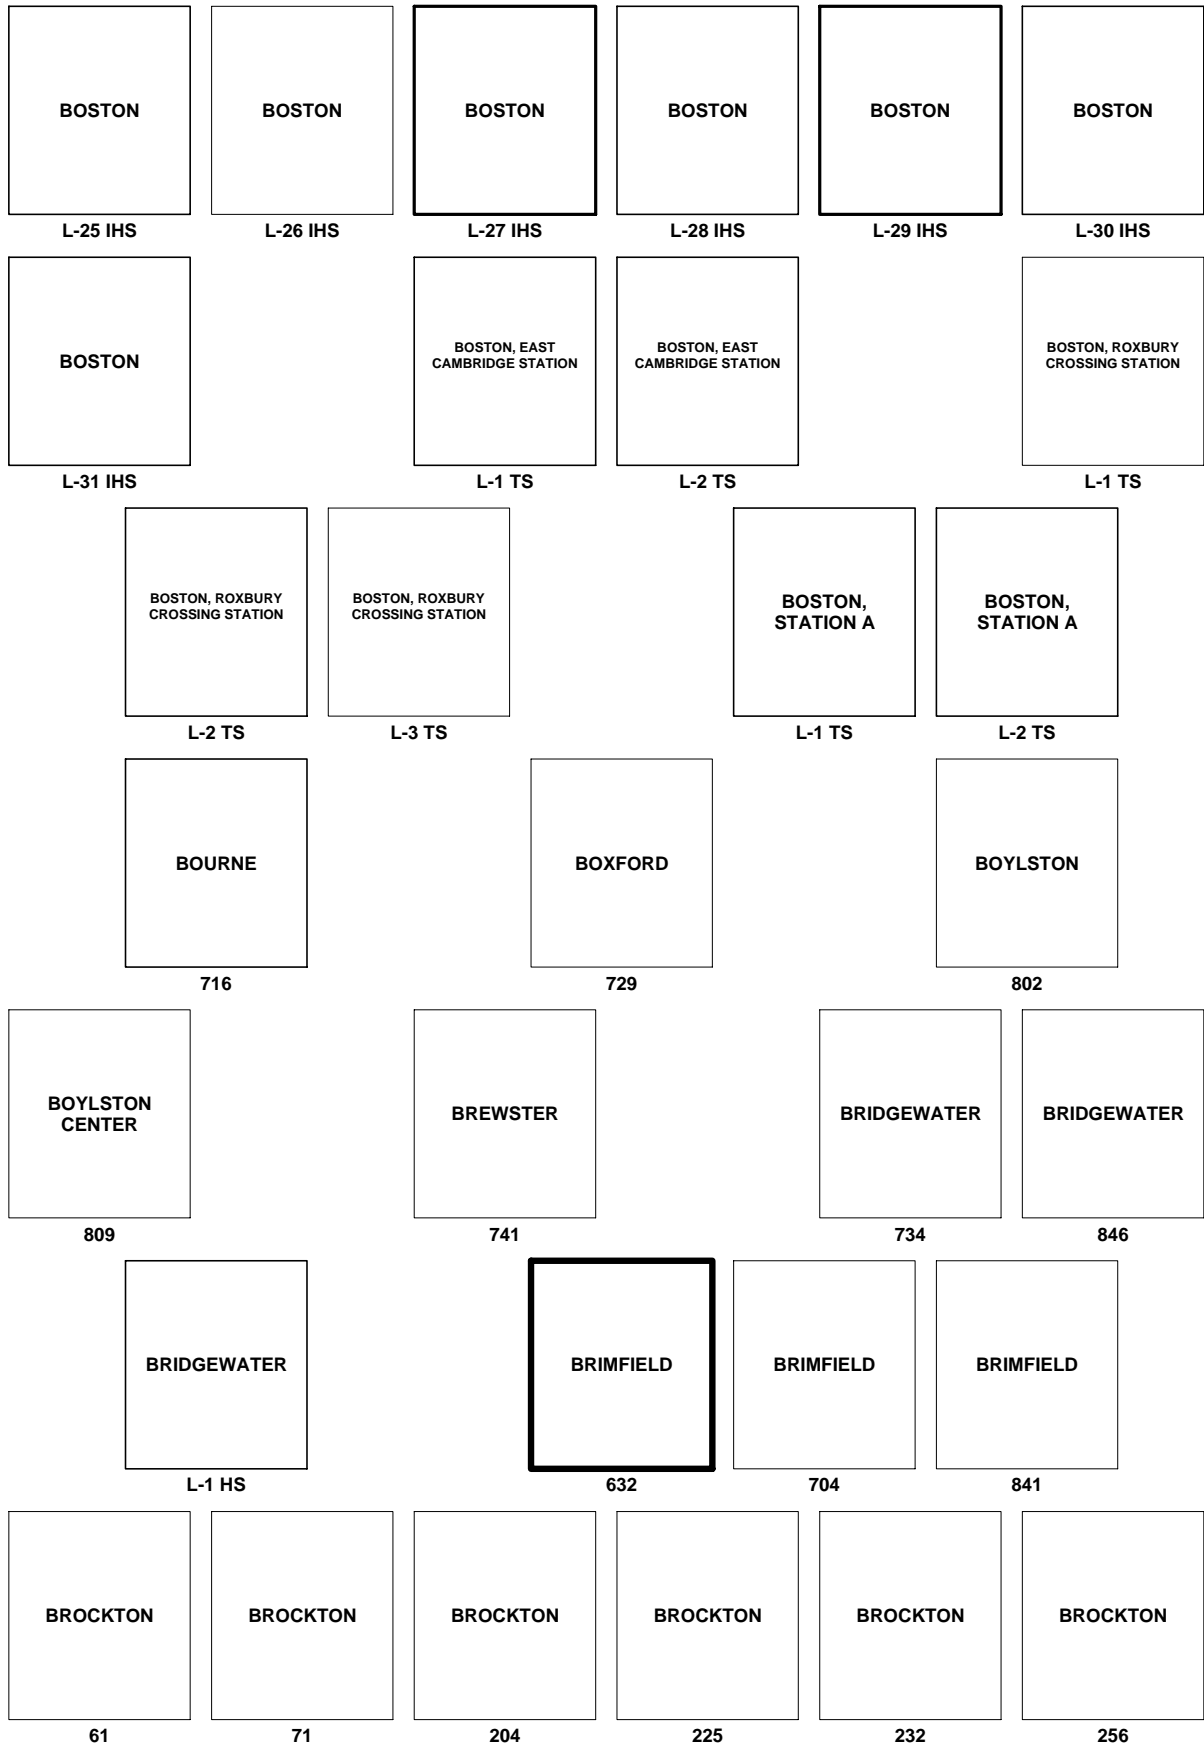 BOSTON
L-25 IHS
BOSTON
L-26 IHS
BOSTON
L-27 IHS
BOSTON
L-28 IHS
BOSTON
L-29 IHS
BOSTON
L-30 IHS
BOSTON
L-31 IHS
BOSTON, EAST
CAMBRIDGE STATION
L-1 TS
BOSTON, EAST
CAMBRIDGE STATION
L-2 TS
BOSTON, ROXBURY
CROSSING STATION
L-1 TS
BOSTON, ROXBURY
CROSSING STATION
L-2 TS
BOSTON, ROXBURY
CROSSING STATION
L-3 TS
BOSTON,
STATION A
L-1 TS
BOSTON,
STATION A
L-2 TS
BOURNE
716
BOXFORD
729
BOYLSTON
802
BOYLSTON
CENTER
809
BREWSTER
741
BRIDGEWATER
734
BRIDGEWATER
846
BRIDGEWATER
L-1 HS
BRIMFIELD
632
BRIMFIELD
704
BRIMFIELD
841
BROCKTON
61
BROCKTON
71
BROCKTON
204
BROCKTON
225
BROCKTON
232
BROCKTON
256